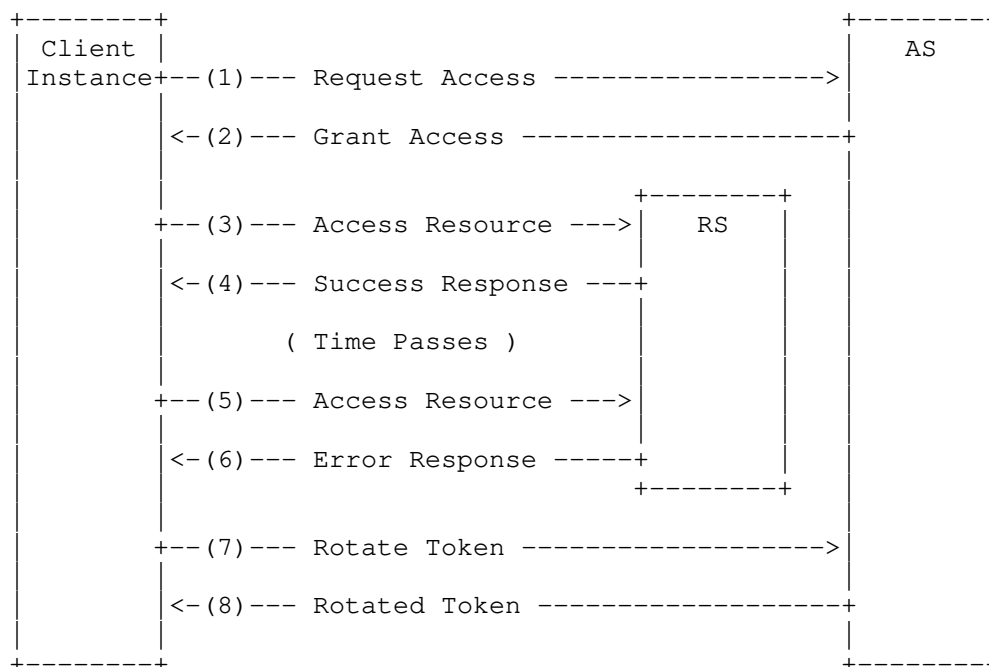 Client AS
Instance (1) Request Access
(2) Grant Access
(3) Access Resource RS
(4) Success Response
( Time Passes )
(5) Access Resource
(6) Error Response
(7) Rotate Token
(8) Rotated Token